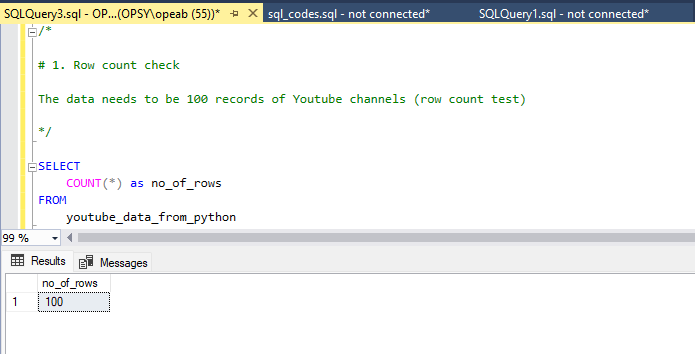 SQLQuery3.sql - OP...(OPSY\opeab (55))* sql_codes.sql - not connected* SQLQuery1.sql - not connected*
/*
# 1. Row count check
The data needs to be 100 records of Youtube channels (row count test)
*/
SELECT
COUNT(*) as no_of_rows
FROM
youtube_data_from_python
99 %
Results Messages
no_of_rows
1 100